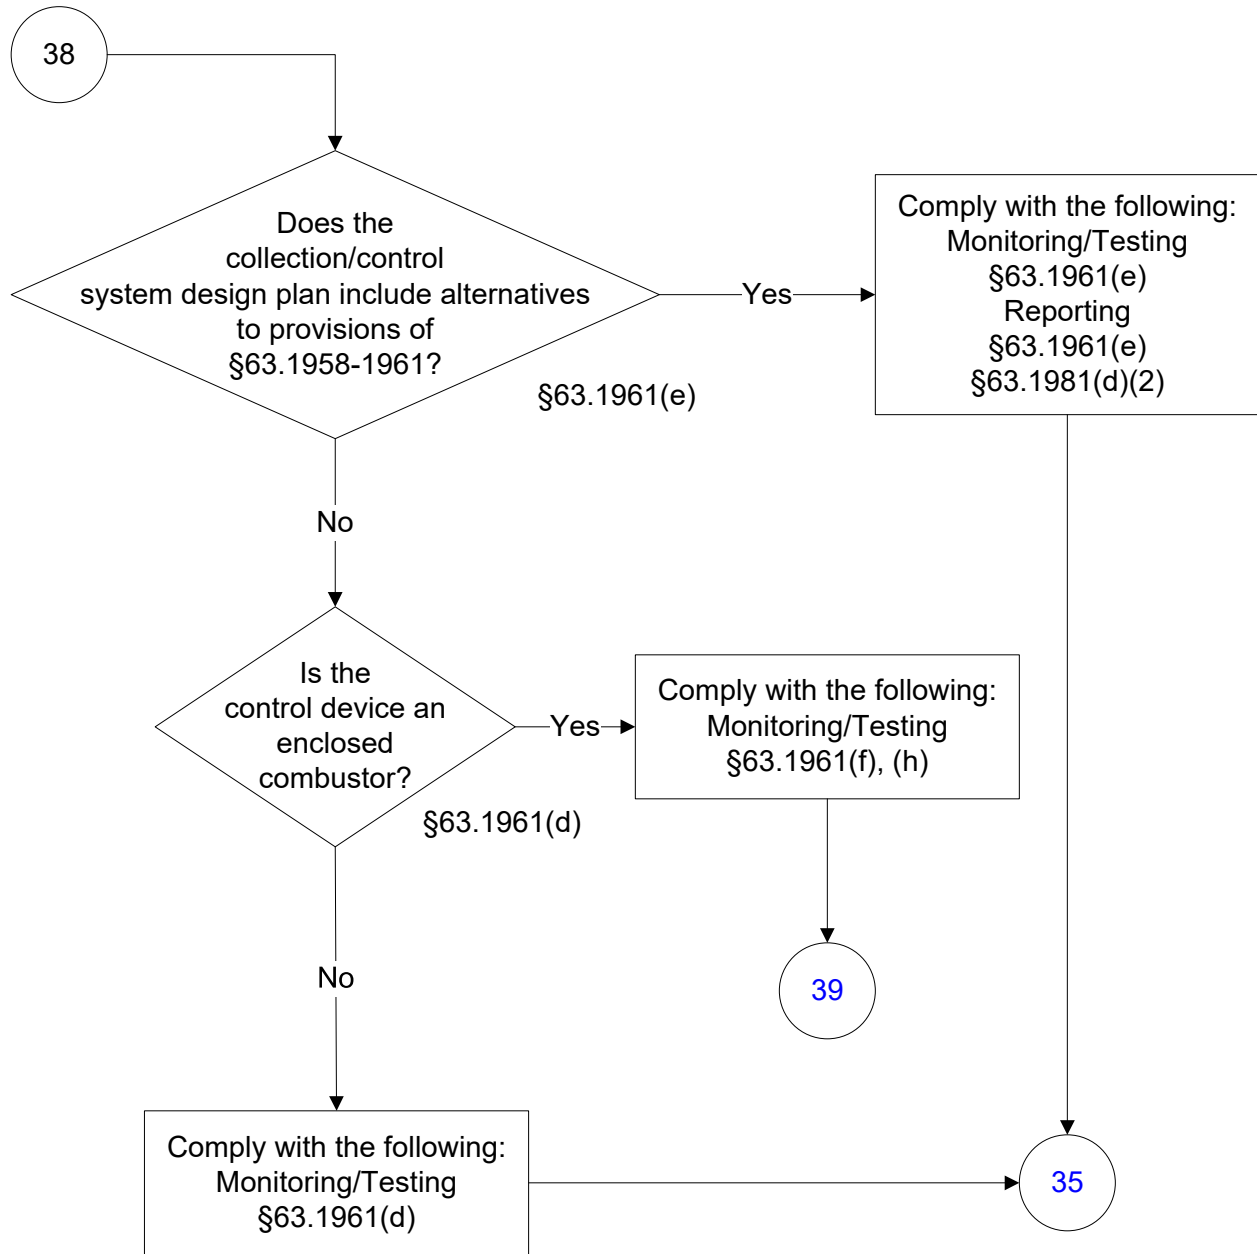 38
Does the
collection/control
system design plan include alternatives
to provisions of
§63.1958-1961?
§63.1961(e)
Yes
Comply with the following:
Monitoring/Testing
§63.1961(e)
Reporting
§63.1961(e)
§63.1981(d)(2)
No
Is the
control device an
enclosed
combustor?
§63.1961(d)
Yes
Comply with the following:
Monitoring/Testing
§63.1961(f), (h)
39
No
Comply with the following:
Monitoring/Testing
§63.1961(d)
35